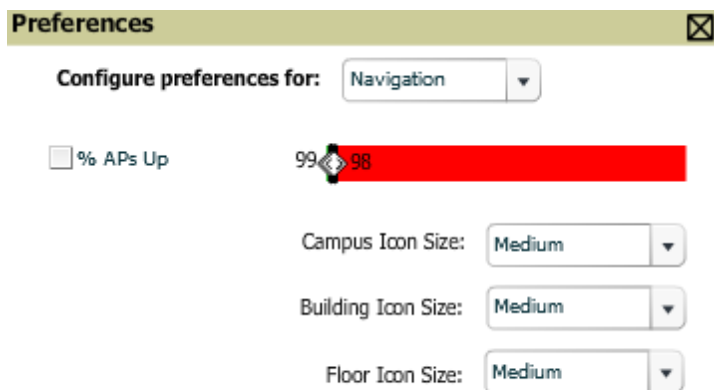 Preferences
Configure preferences for: Navigation
% APs Up 99 98
Campus Icon Size: Medium
Building Icon Size: Medium
Floor Icon Size: Medium